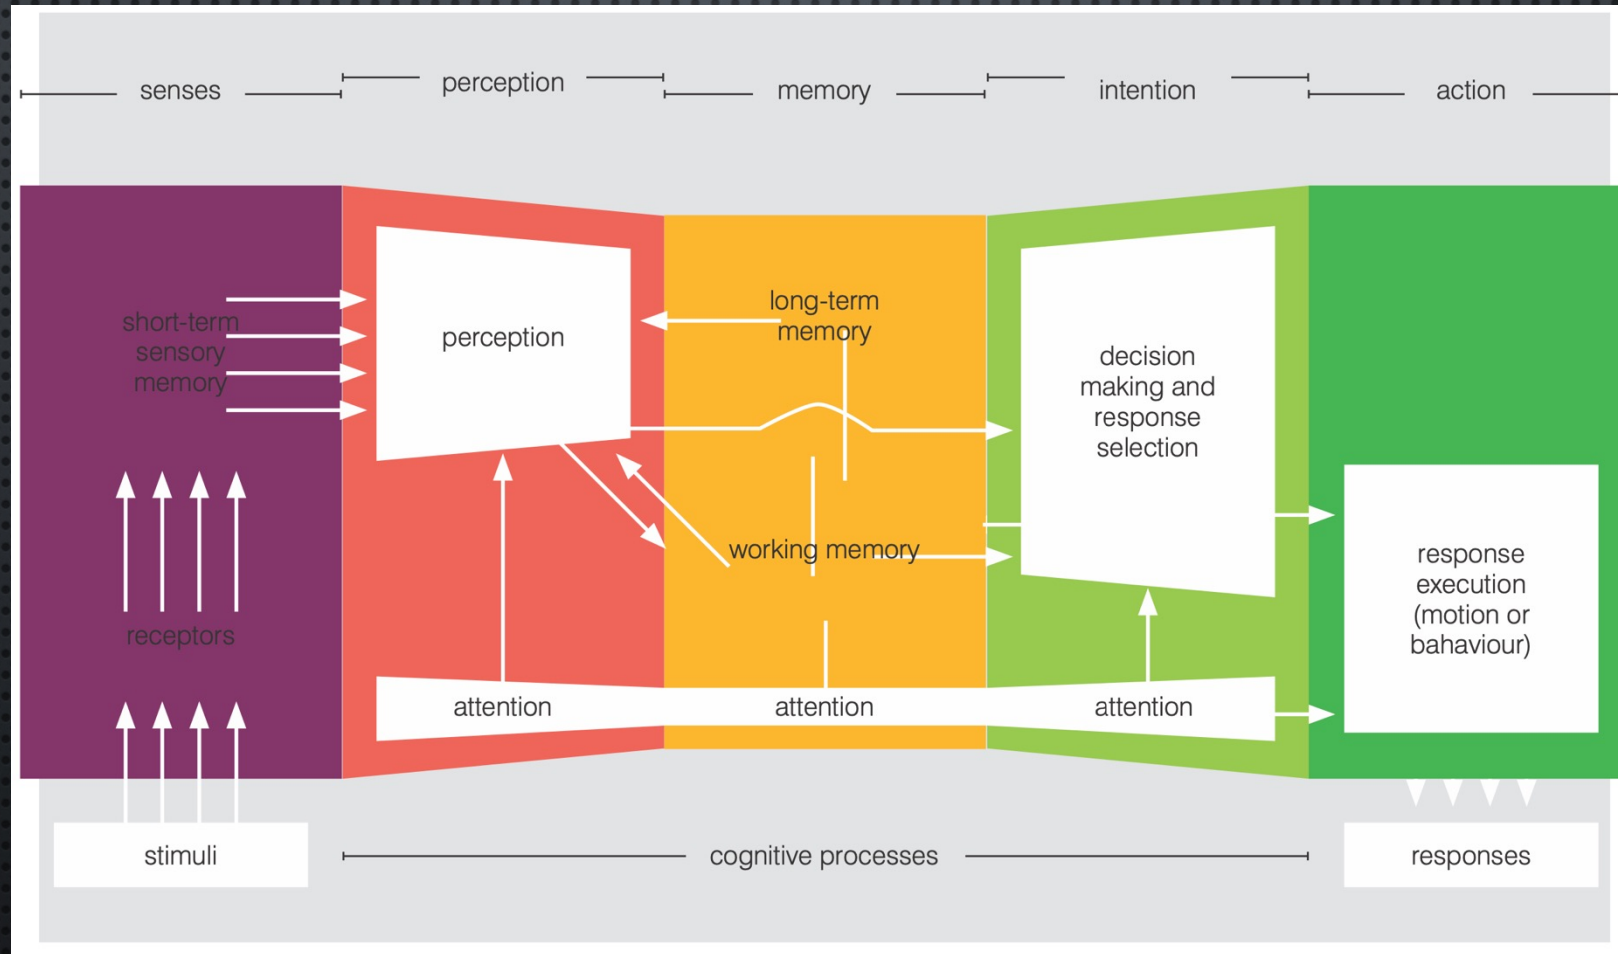 senses
perception
memory
intention
action
short-term
sensory
memory
receptors
stimuli
perception
attention
long-term
memory
working memory
attention
cognitive processes
decision
making and
response
selection
attention
response
execution
(motion or
bahaviour)
responses